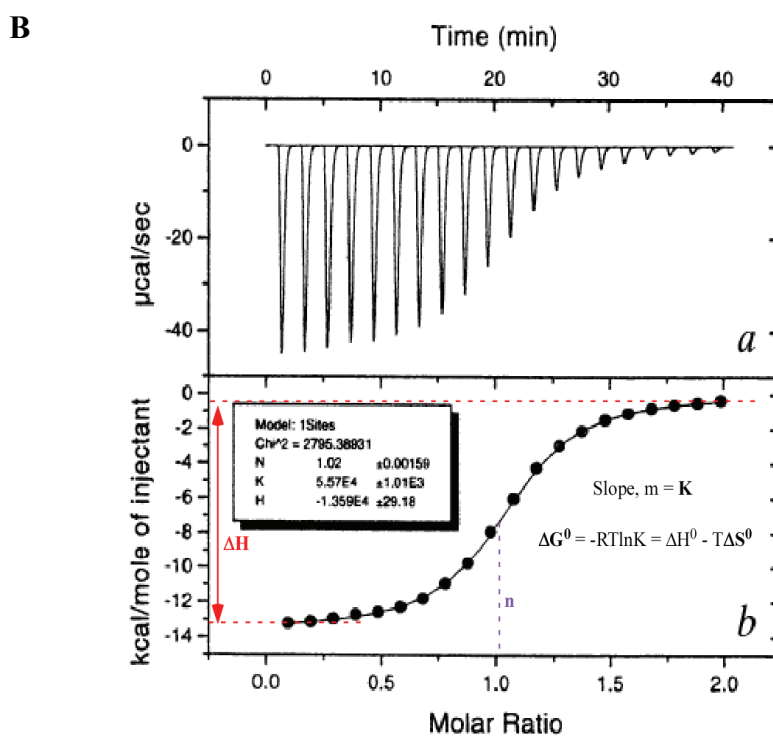 B
Time (min)
0 10 20 30 40
0
-20
-40
µcal/sec
a
0
-2
-4
-6
-8
-10
-12
-14
kcal/mole of injectant
Model: 1Sites
Chi^2 = 2795.38931
N 1.02 ±0.00159
K 5.57E4 ±1.01E3
H -1.359E4 ±29.18
Slope, m = K
ΔG⁰ = -RTlnK = ΔH⁰ - TΔS⁰
ΔH
n
b
0.0 0.5 1.0 1.5 2.0
Molar Ratio